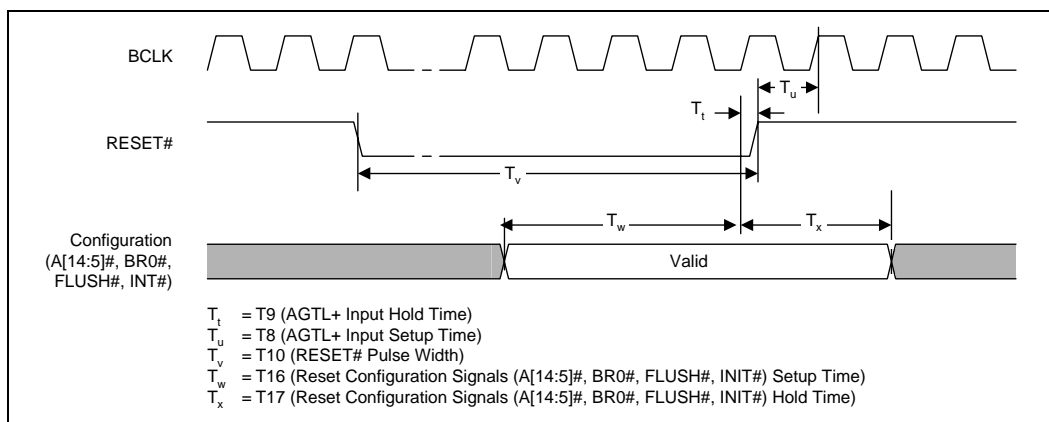 BCLK
T_u
T_t
RESET#
T_v
T_w
T_x
Configuration
(A[14:5]#, BR0#,
FLUSH#, INT#)
Valid
T_t = T9 (AGTL+ Input Hold Time)
T_u = T8 (AGTL+ Input Setup Time)
T_v = T10 (RESET# Pulse Width)
T_w = T16 (Reset Configuration Signals (A[14:5]#, BR0#, FLUSH#, INIT#) Setup Time)
T_x = T17 (Reset Configuration Signals (A[14:5]#, BR0#, FLUSH#, INIT#) Hold Time)